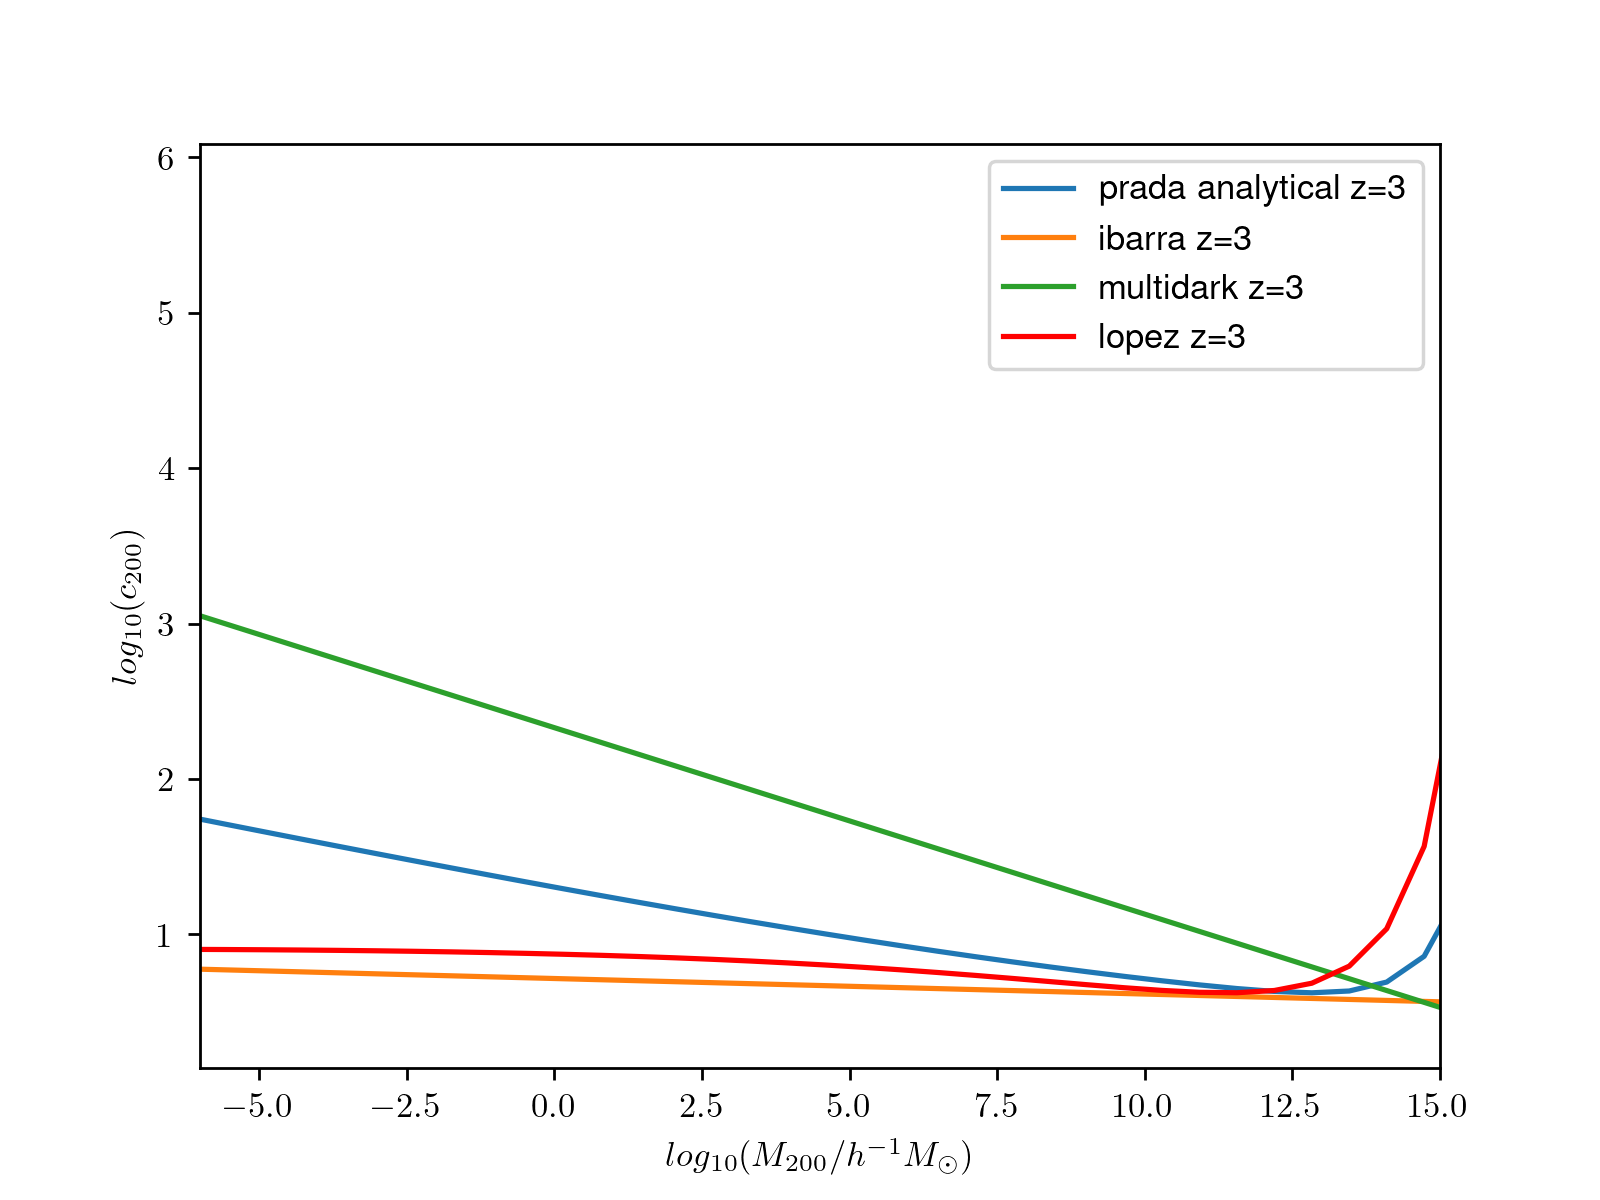 prada analytical z=3
ibarra z=3
multidark z=3
lopez z=3
6
5
4
3
2
1
log₁₀(c₂₀₀)
−5.0 −2.5 0.0 2.5 5.0 7.5 10.0 12.5 15.0
log₁₀(M₂₀₀/h⁻¹M☉)